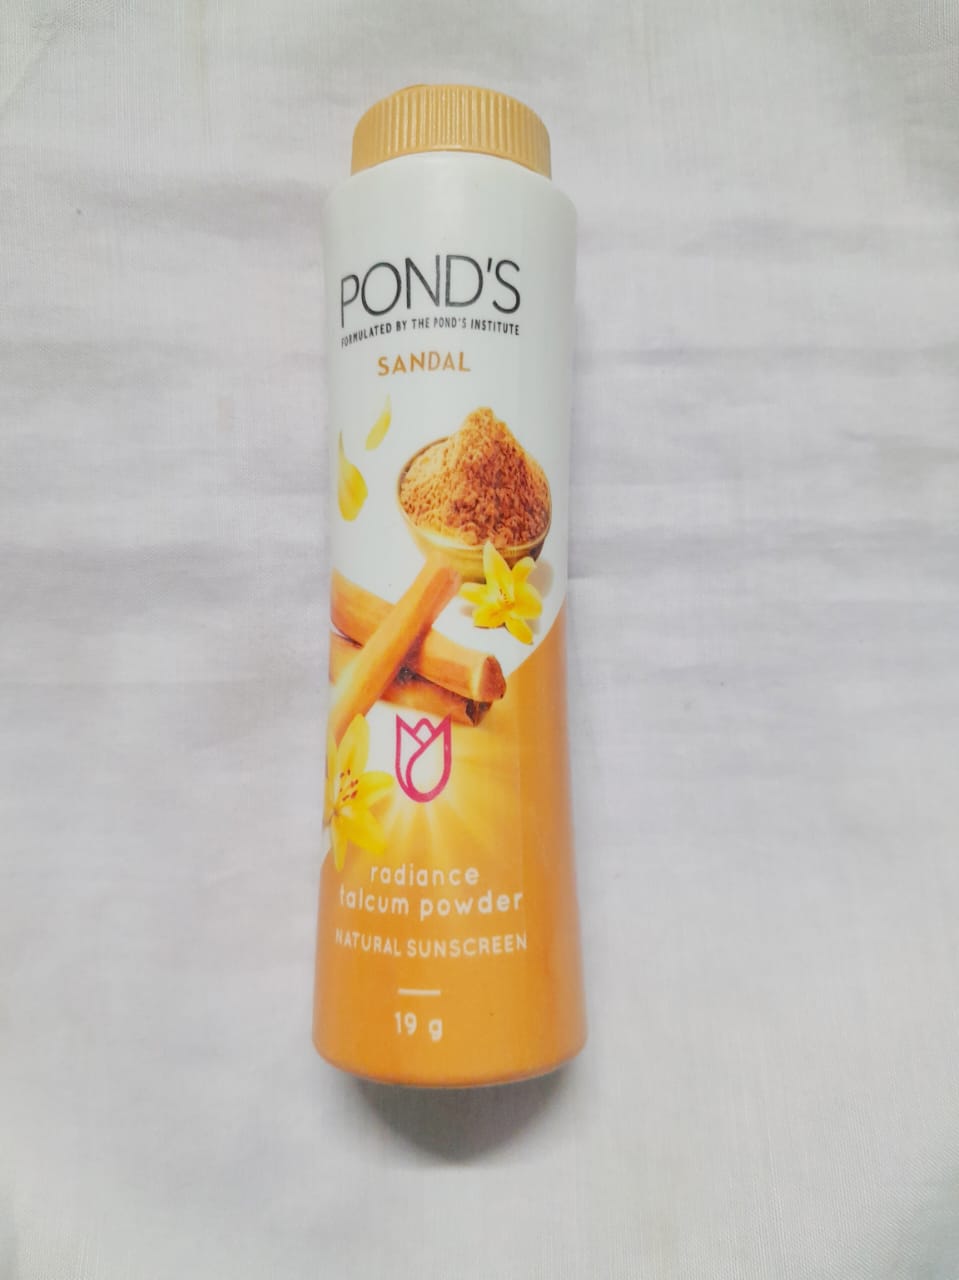 POND'S
FORMULATED BY THE POND'S INSTITUTE
SANDAL
radiance
talcum powder
NATURAL SUNSCREEN
19 g